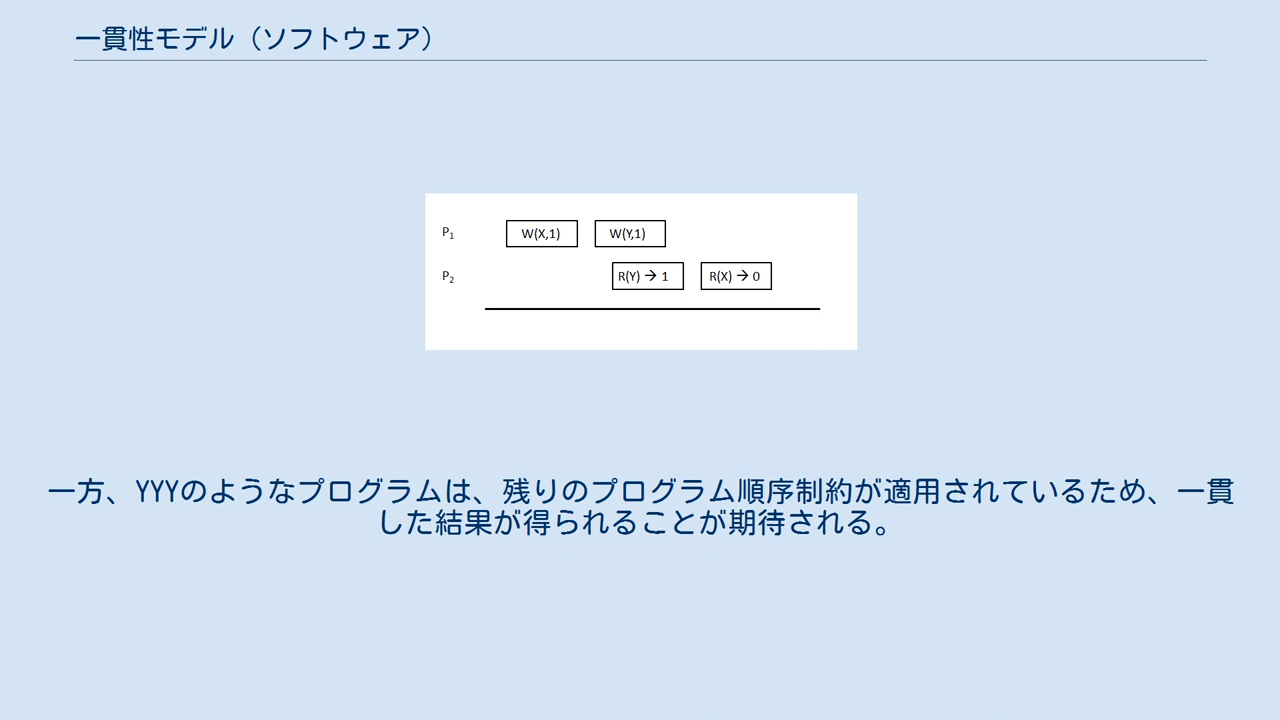 一貫性モデル（ソフトウェア）
P1 W(X,1) W(Y,1)
P2 R(Y) → 1 R(X) → 0
一方、YYYのようなプログラムは、残りのプログラム順序制約が適用されているため、一貫
した結果が得られることが期待される。